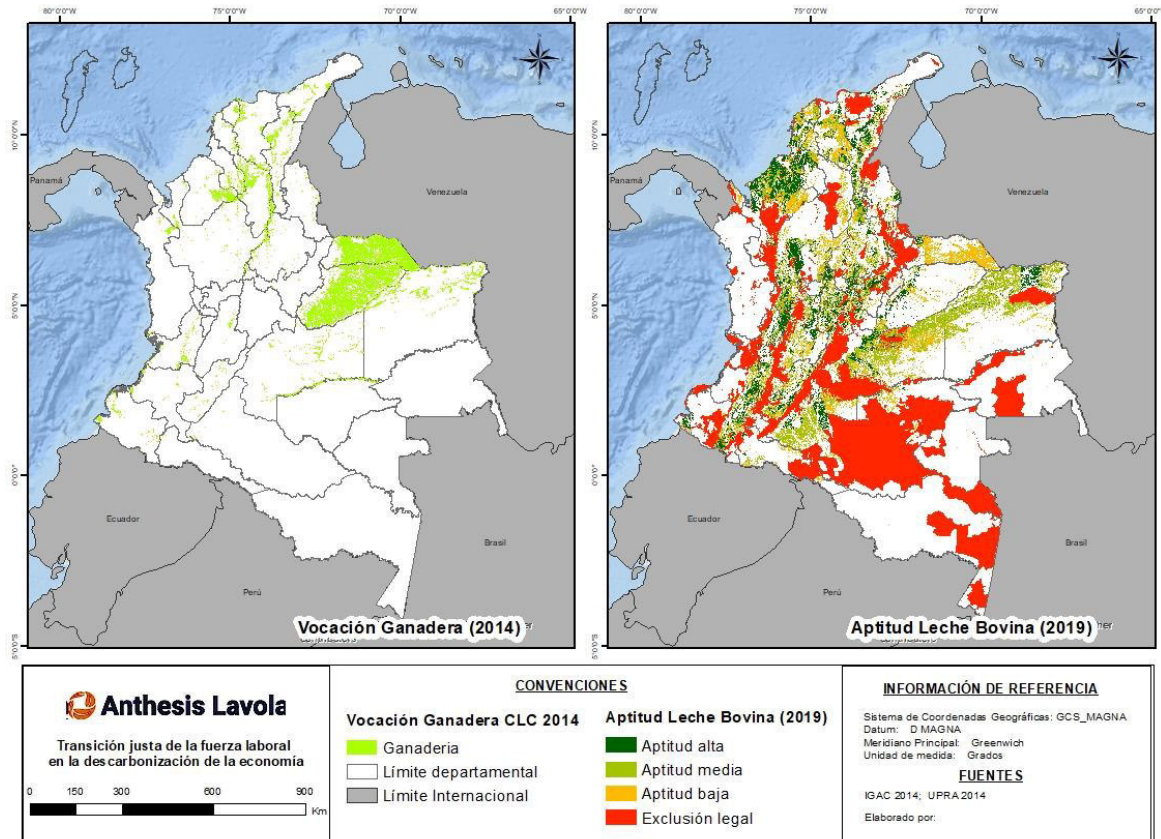 80°0'0"O
75°0'0"O
70°0'0"O
75°0'0"O
70°0'0"O
65°0'0"O
10°0'0"N
5°0'0"N
0°0'0"
5°0'0"S
Panamá
Venezuela
Ecuador
Perú
Brasil
Vocación Ganadera (2014)
10°0'0"N
5°0'0"N
0°0'0"
5°0'0"S
Panamá
Venezuela
Ecuador
Perú
Brasil
Aptitud Leche Bovina (2019)
Anthesis Lavola
Transición justa de la fuerza laboral
en la descarbonización de la economía
0 150 300 600 900
Km
CONVENCIONES
Vocación Ganadera CLC 2014
Ganaderia
Límite departamental
Límite Internacional
Aptitud Leche Bovina (2019)
Aptitud alta
Aptitud media
Aptitud baja
Exclusión legal
INFORMACIÓN DE REFERENCIA
Sistema de Coordenadas Geográficas: GCS_MAGNA
Datum: D MAGNA
Meridiano Principal: Greenwich
Unidad de medida: Grados
FUENTES
IGAC 2014; UPRA 2014
Elaborado por: